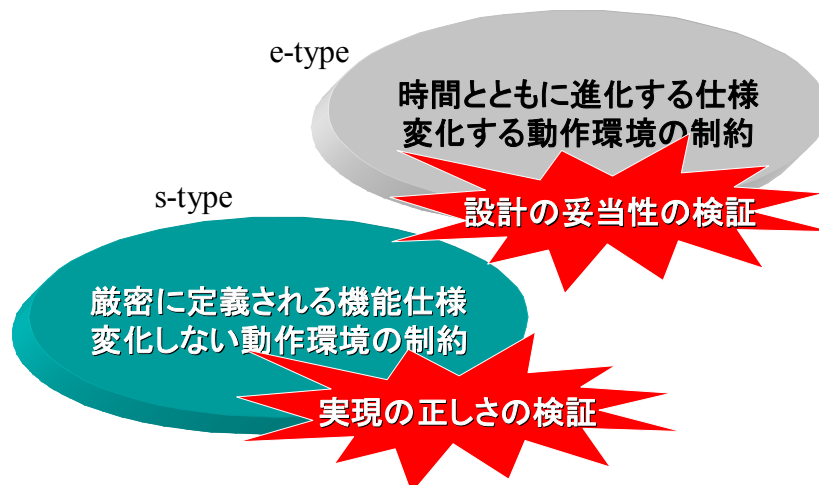 e-type
時間とともに進化する仕様
変化する動作環境の制約
設計の妥当性の検証
s-type
厳密に定義される機能仕様
変化しない動作環境の制約
実現の正しさの検証